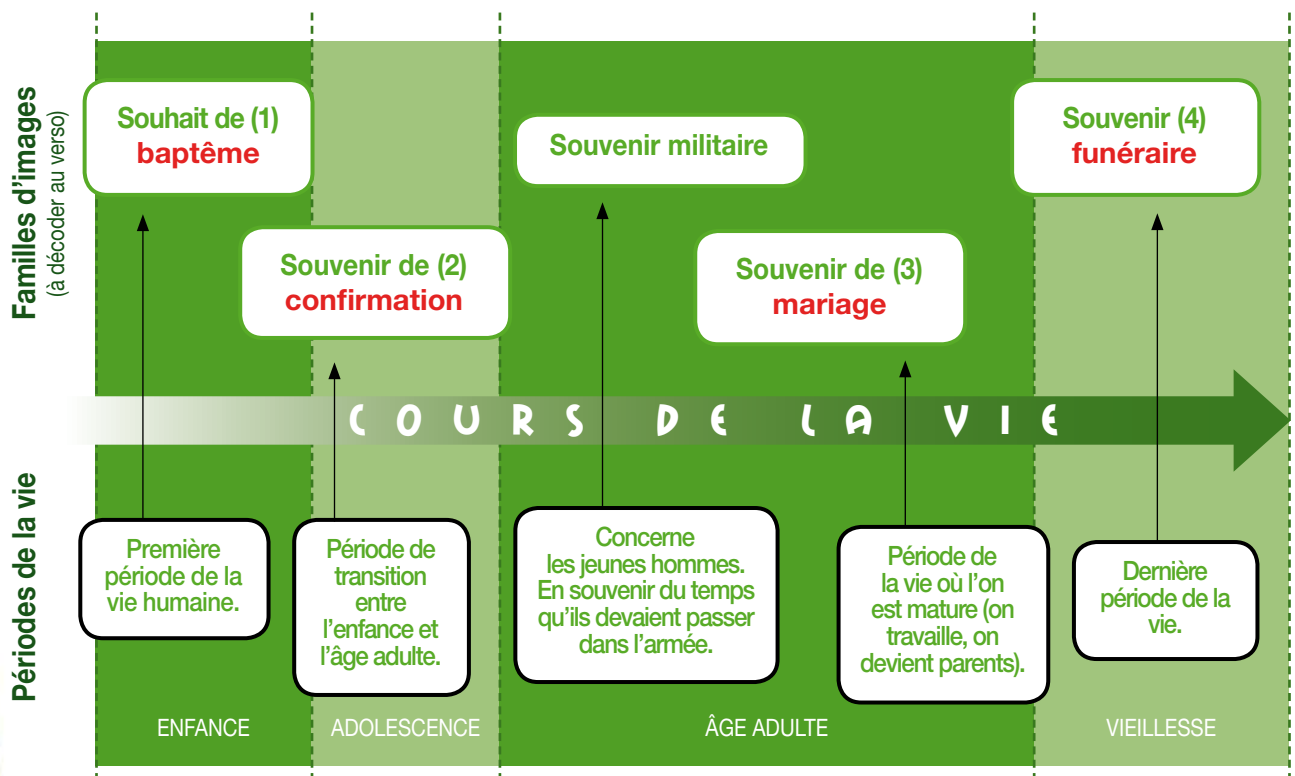 Familles d'images
(à décoder au verso)
Souhait de (1)
baptême
Souvenir de (2)
confirmation
Souvenir militaire
Souvenir de (3)
mariage
Souvenir (4)
funéraire
COURS DE LA VIE
Périodes de la vie
Première
période de la
vie humaine.
Période de
transition
entre
l'enfance et
l'âge adulte.
Concerne
les jeunes hommes.
En souvenir du temps
qu'ils devaient passer
dans l'armée.
Période de
la vie où l'on
est mature (on
travaille, on
devient parents).
Dernière
période de la
vie.
ENFANCE
ADOLESCENCE
ÂGE ADULTE
VIEILLESSE